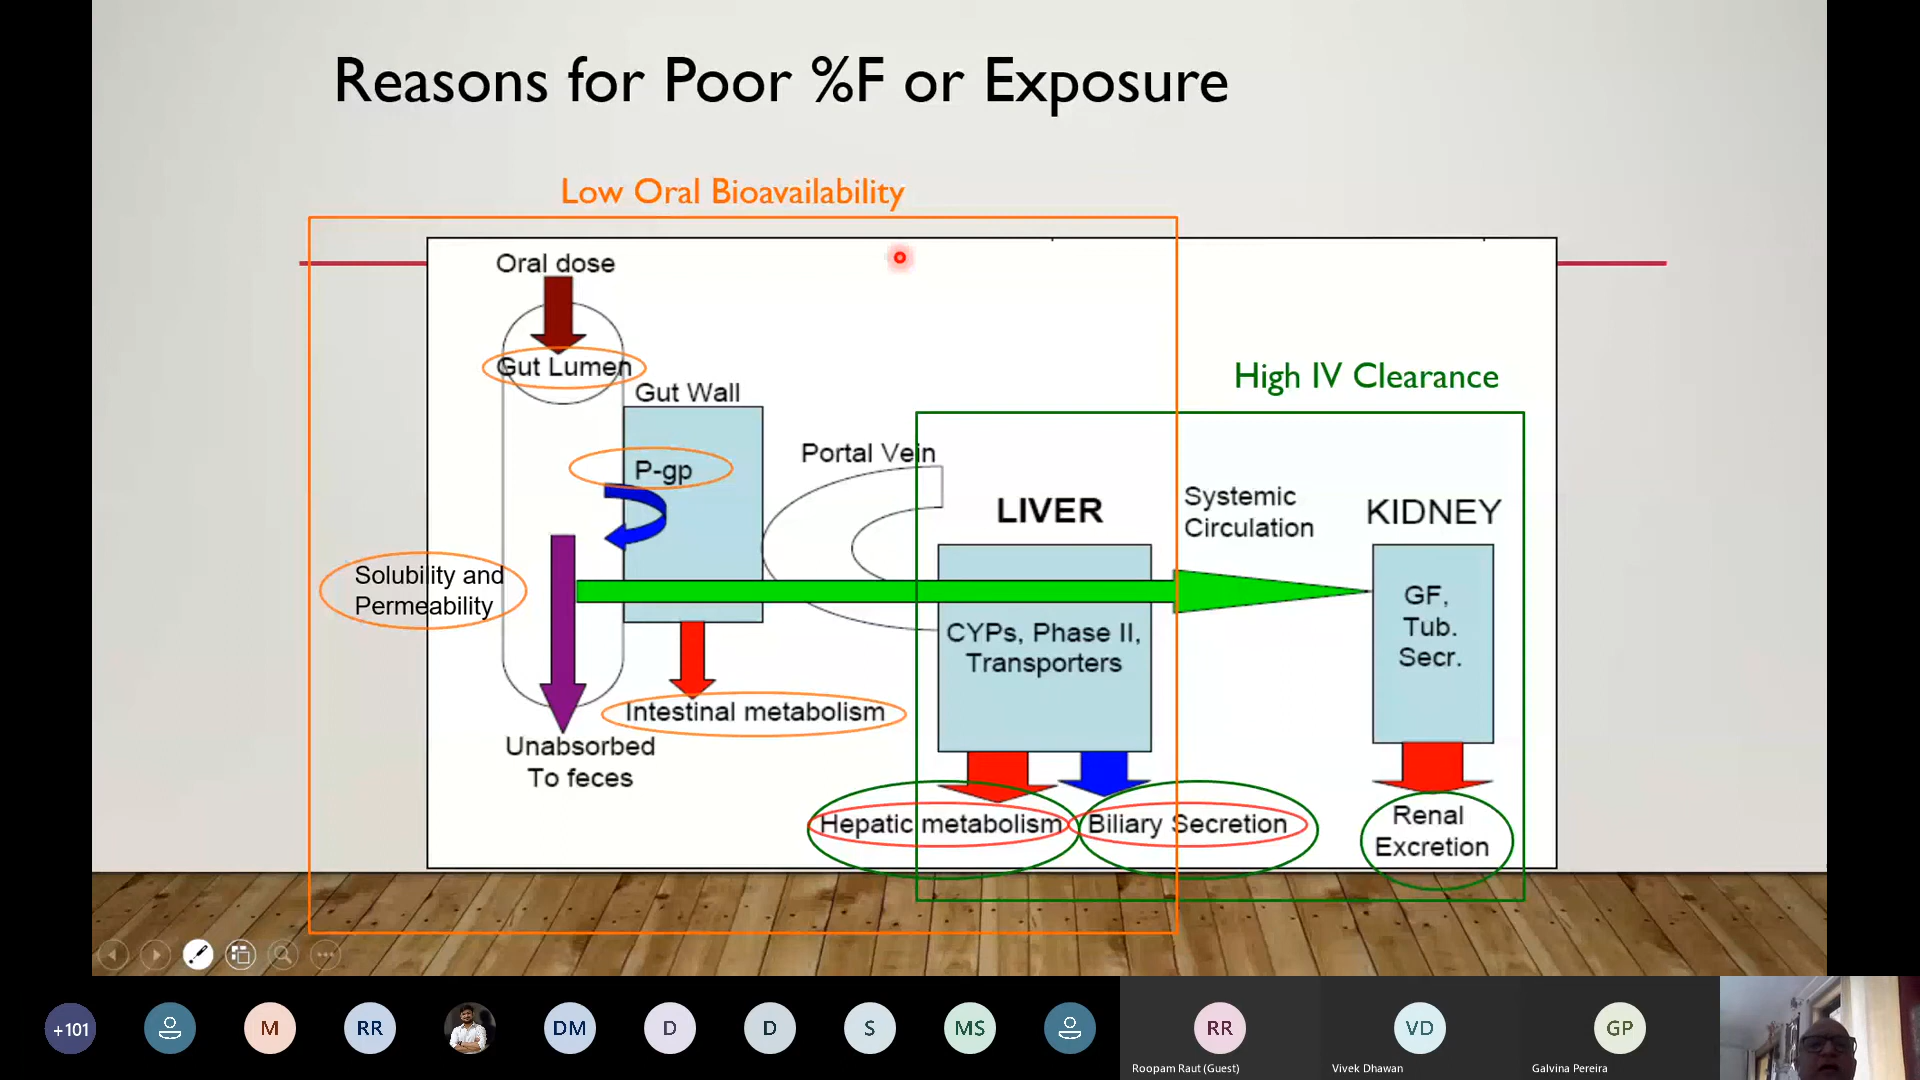 Reasons for Poor %F or Exposure
Low Oral Bioavailability
Oral dose
Gut Lumen
Gut Wall
High IV Clearance
P-gp
Portal Vein
LIVER
Systemic
Circulation
KIDNEY
Solubility and
Permeability
GF,
Tub.
Secr.
CYPs, Phase II,
Transporters
Intestinal metabolism
Unabsorbed
To feces
Hepatic metabolism
Biliary Secretion
Renal
Excretion
+101
M
RR
DM
D
D
S
MS
RR
Roopam Raut (Guest)
VD
Vivek Dhawan
GP
Galvina Pereira